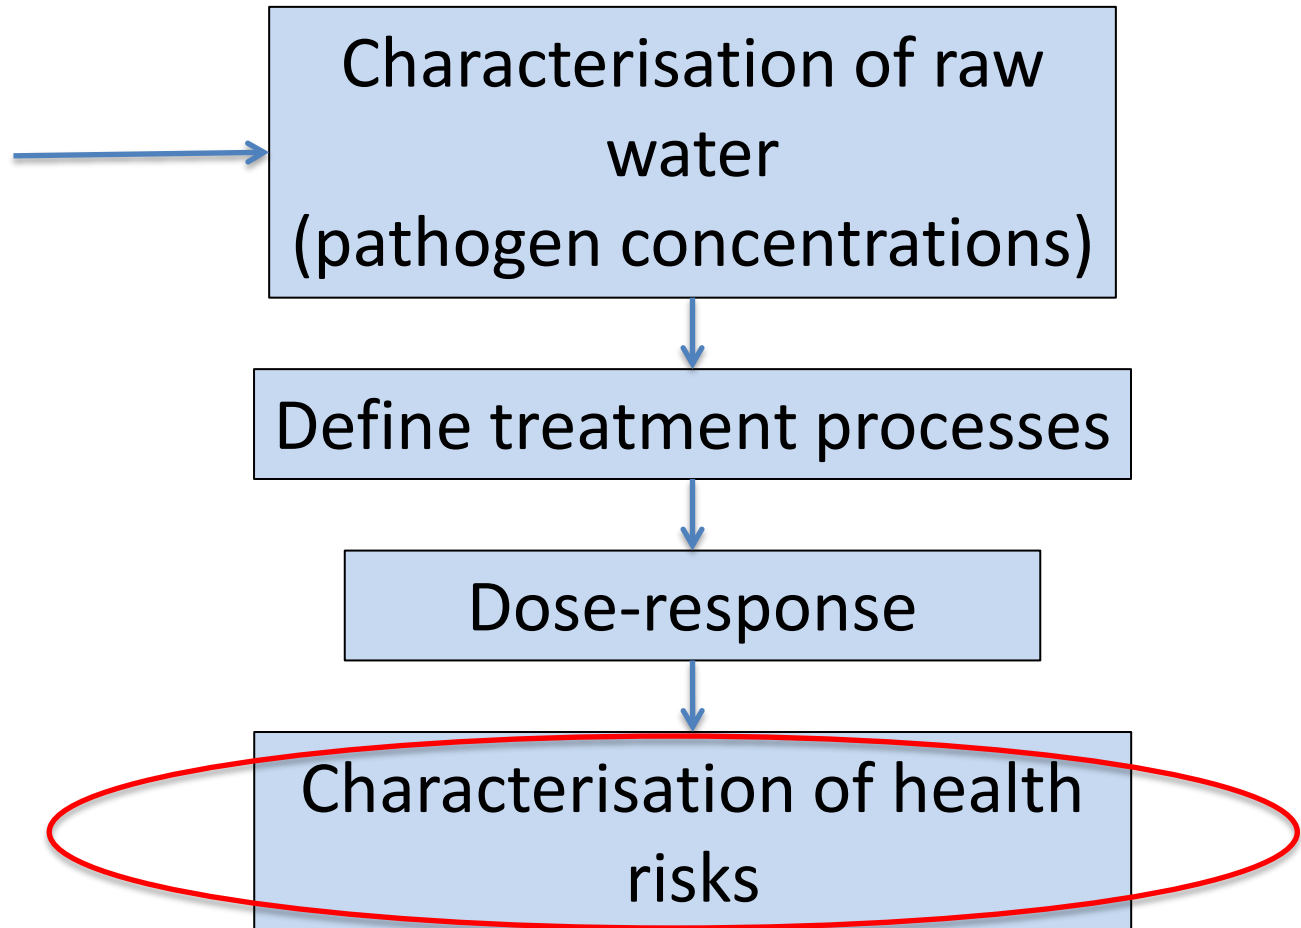 Characterisation of raw
water
(pathogen concentrations)
Define treatment processes
Dose-response
Characterisation of health
risks